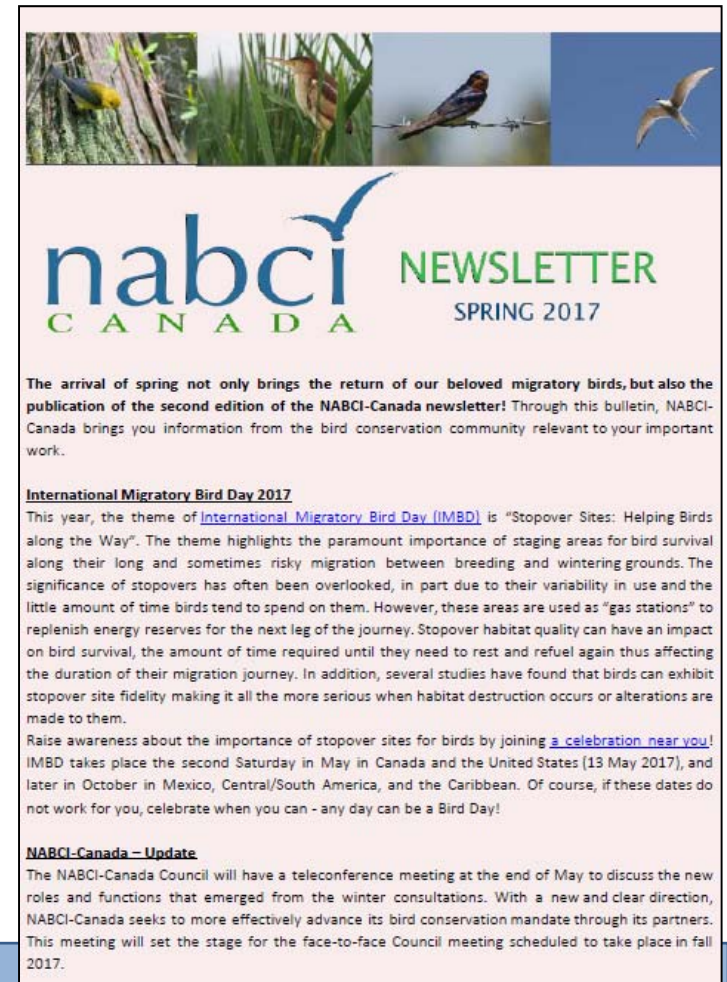 nabci
CANADA
NEWSLETTER
SPRING 2017
The arrival of spring not only brings the return of our beloved migratory birds, but also the
publication of the second edition of the NABCI-Canada newsletter! Through this bulletin, NABCI-
Canada brings you information from the bird conservation community relevant to your important
work.
International Migratory Bird Day 2017
This year, the theme of International Migratory Bird Day (IMBD) is “Stopover Sites: Helping Birds
along the Way”. The theme highlights the paramount importance of staging areas for bird survival
along their long and sometimes risky migration between breeding and wintering grounds. The
significance of stopovers has often been overlooked, in part due to their variability in use and the
little amount of time birds tend to spend on them. However, these areas are used as “gas stations” to
replenish energy reserves for the next leg of the journey. Stopover habitat quality can have an impact
on bird survival, the amount of time required until they need to rest and refuel again thus affecting
the duration of their migration journey. In addition, several studies have found that birds can exhibit
stopover site fidelity making it all the more serious when habitat destruction occurs or alterations are
made to them.
Raise awareness about the importance of stopover sites for birds by joining a celebration near you!
IMBD takes place the second Saturday in May in Canada and the United States (13 May 2017), and
later in October in Mexico, Central/South America, and the Caribbean. Of course, if these dates do
not work for you, celebrate when you can - any day can be a Bird Day!
NABCI-Canada – Update
The NABCI-Canada Council will have a teleconference meeting at the end of May to discuss the new
roles and functions that emerged from the winter consultations. With a new and clear direction,
NABCI-Canada seeks to more effectively advance its bird conservation mandate through its partners.
This meeting will set the stage for the face-to-face Council meeting scheduled to take place in fall
2017.